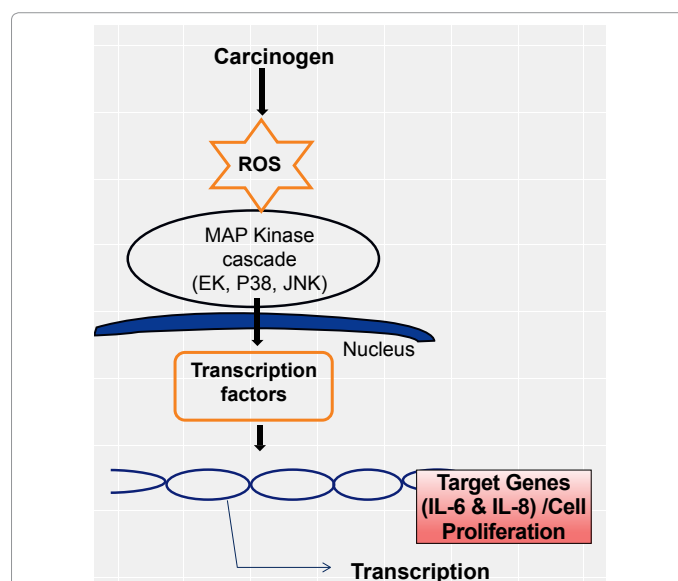 Carcinogen
ROS
MAP Kinase
cascade
(EK, P38, JNK)
Nucleus
Transcription
factors
Target Genes
(IL-6 & IL-8) /Cell
Proliferation
Transcription